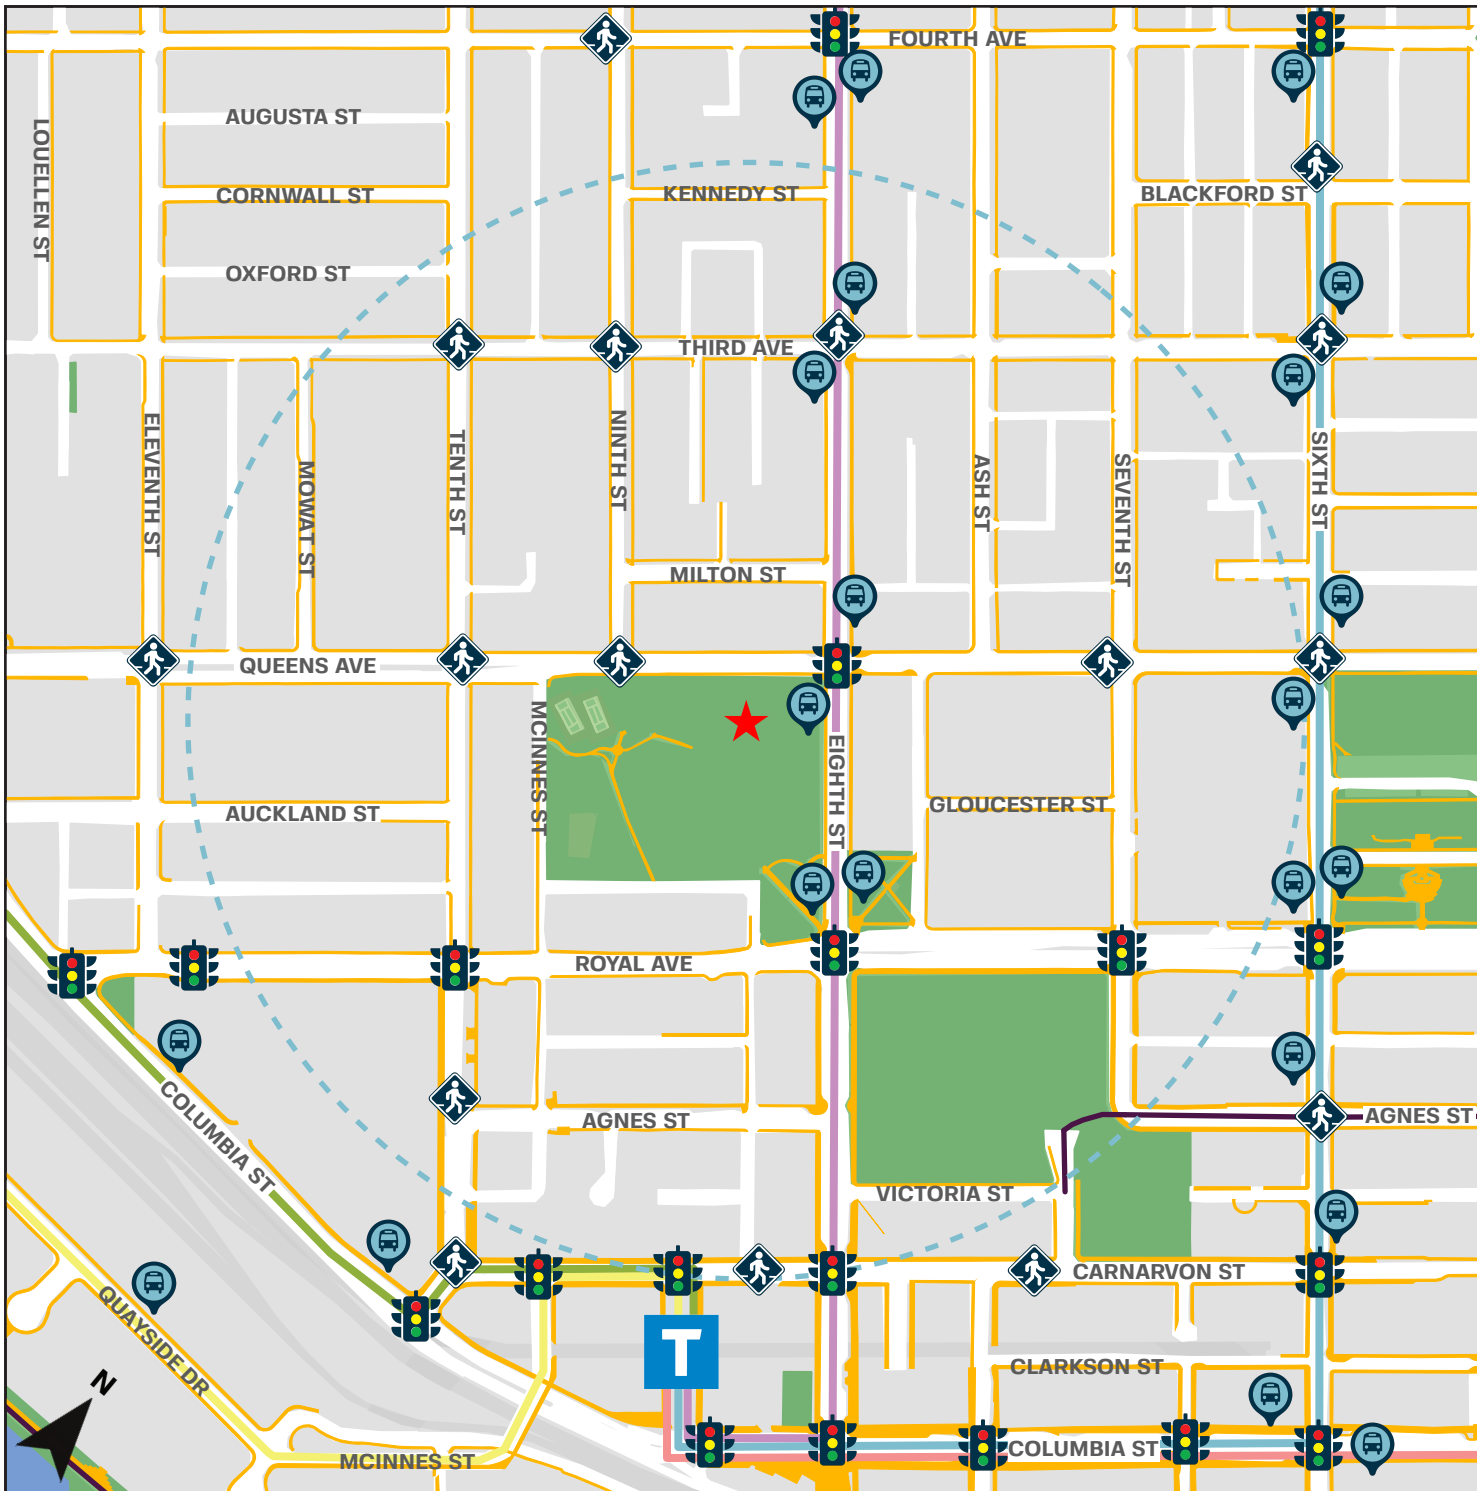 FOURTH AVE
AUGUSTA ST
LOUELLEN ST
CORNWALL ST
KENNEDY ST
BLACKFORD ST
OXFORD ST
THIRD AVE
ELEVENTH ST
MOWAT ST
TENTH ST
NINTH ST
ASH ST
SEVENTH ST
SIXTH ST
MILTON ST
QUEENS AVE
MCINNES ST
EIGHTH ST
AUCKLAND ST
GLOUCESTER ST
ROYAL AVE
COLUMBIA ST
AGNES ST
AGNES ST
VICTORIA ST
CARNARVON ST
QUAYSIDE DR
T
CLARKSON ST
N
COLUMBIA ST
MCINNES ST